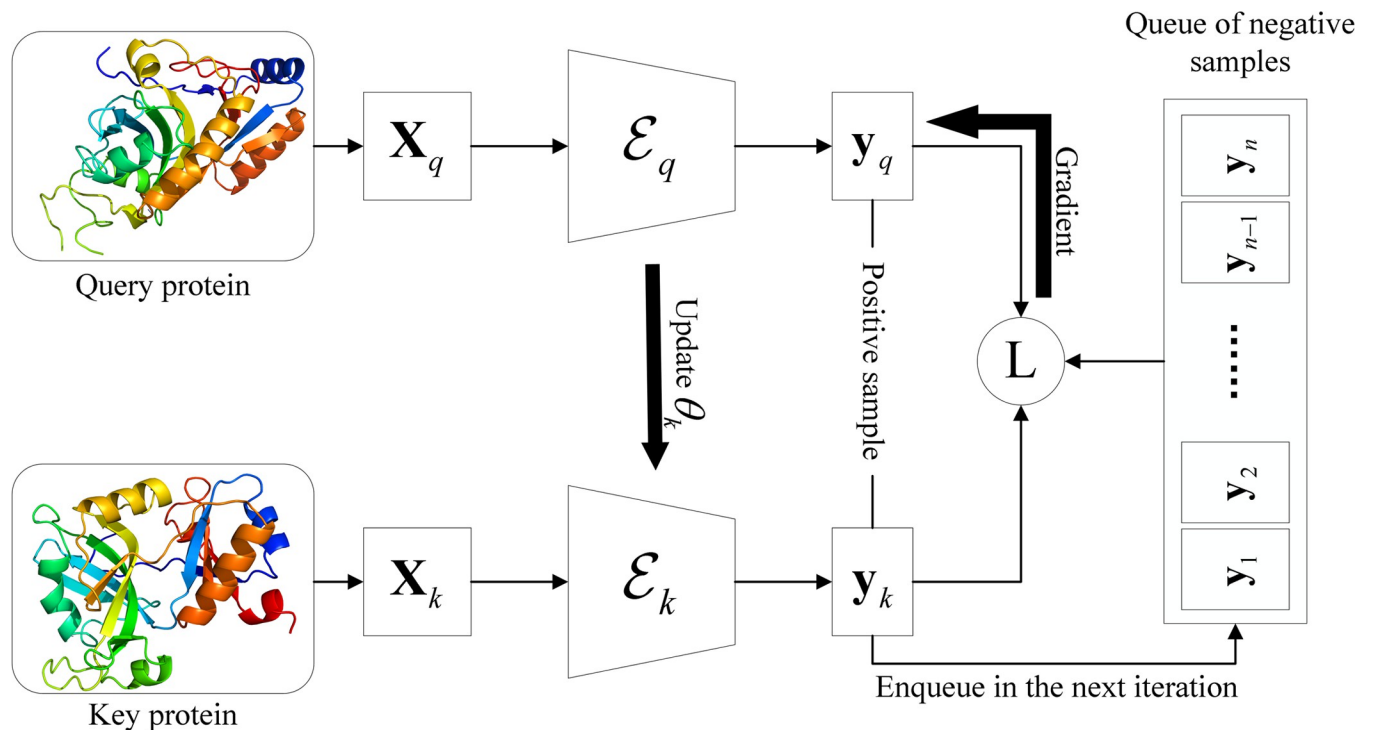 Queue of negative
samples
X_q
ℰ_q
y_q
Gradient
y_n
y_{n−1}
Query protein
Update θ_k
Positive sample
L
......
y_2
y_1
X_k
ℰ_k
y_k
Enqueue in the next iteration
Key protein